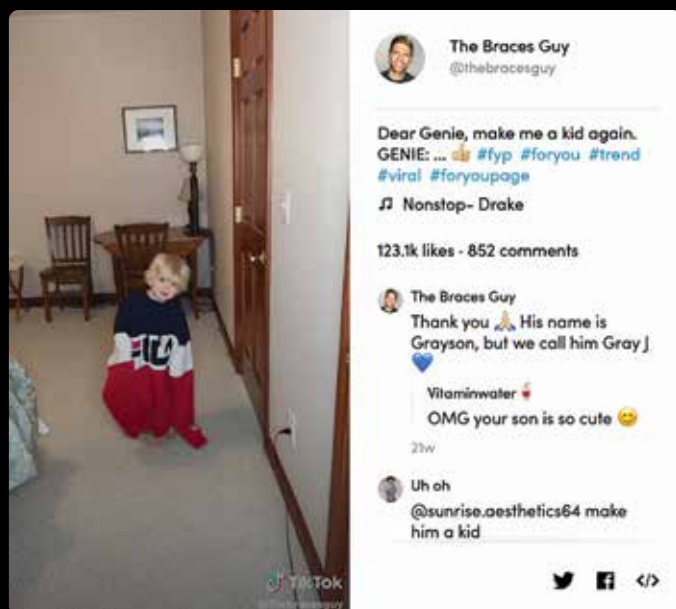 The Braces Guy
@thebracesguy
Dear Genie, make me a kid again.
GENIE: ... 👍🏼 #fyp #foryou #trend
#viral #foryoupage
♫ Nonstop- Drake
123.1k likes · 852 comments
The Braces Guy
Thank you 🙏🏼 His name is
Grayson, but we call him Gray J
💙
Vitaminwater🍹
OMG your son is so cute 😊
21w
Uh oh
@sunrise.aesthetics64 make
him a kid
FILA
TikTok
@thebracesguy